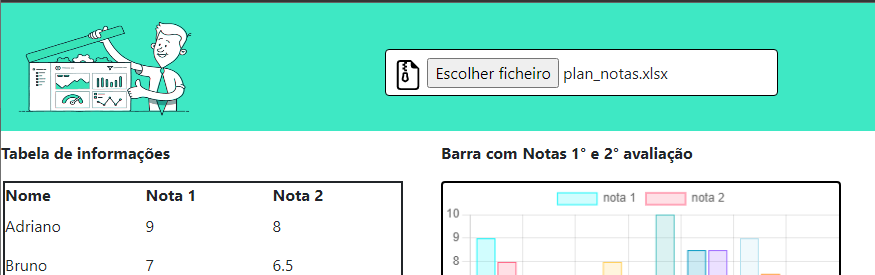 Escolher ficheiro plan_notas.xlsx
Tabela de informações
Nome Nota 1 Nota 2
Adriano 9 8
Bruno 7 6.5
Barra com Notas 1° e 2° avaliação
nota 1 nota 2
10
9
8